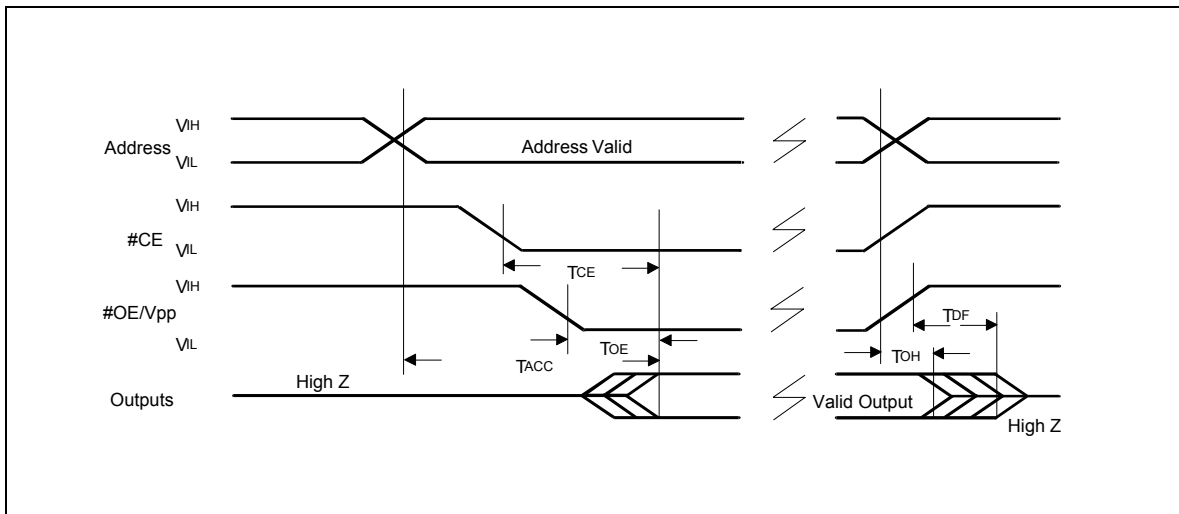 VIH
Address
Address Valid
VIL
VIH
#CE
VIL
TCE
VIH
#OE/Vpp
TDF
VIL
TOE
TACC
TOH
High Z
Outputs
Valid Output
High Z